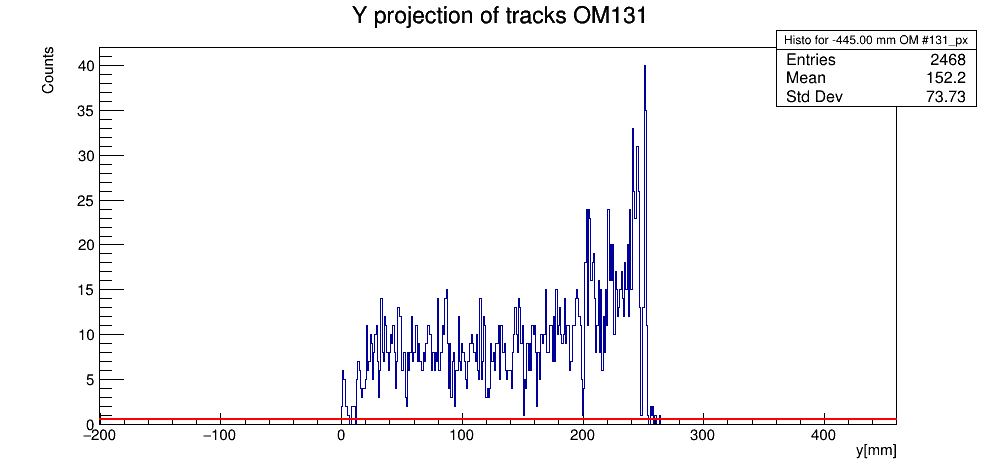 Y projection of tracks OM131
Histo for -445.00 mm OM #131_px
Entries 2468
Mean 152.2
Std Dev 73.73
Counts
40
35
30
25
20
15
10
5
0
−200 −100 0 100 200 300 400
y[mm]